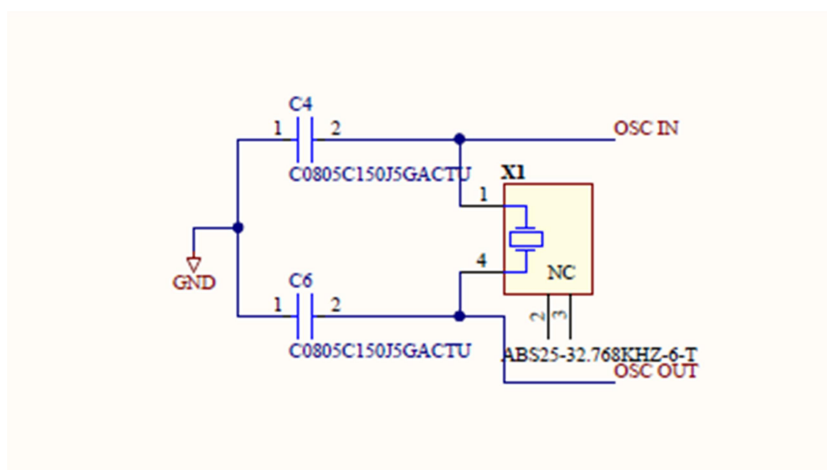 C4
1 2
OSC IN
C0805C150J5GACTU
X1
1
4
NC
GND
C6
1 2
2 3
C0805C150J5GACTU
ABS25-32.768KHZ-6-T
OSC OUT